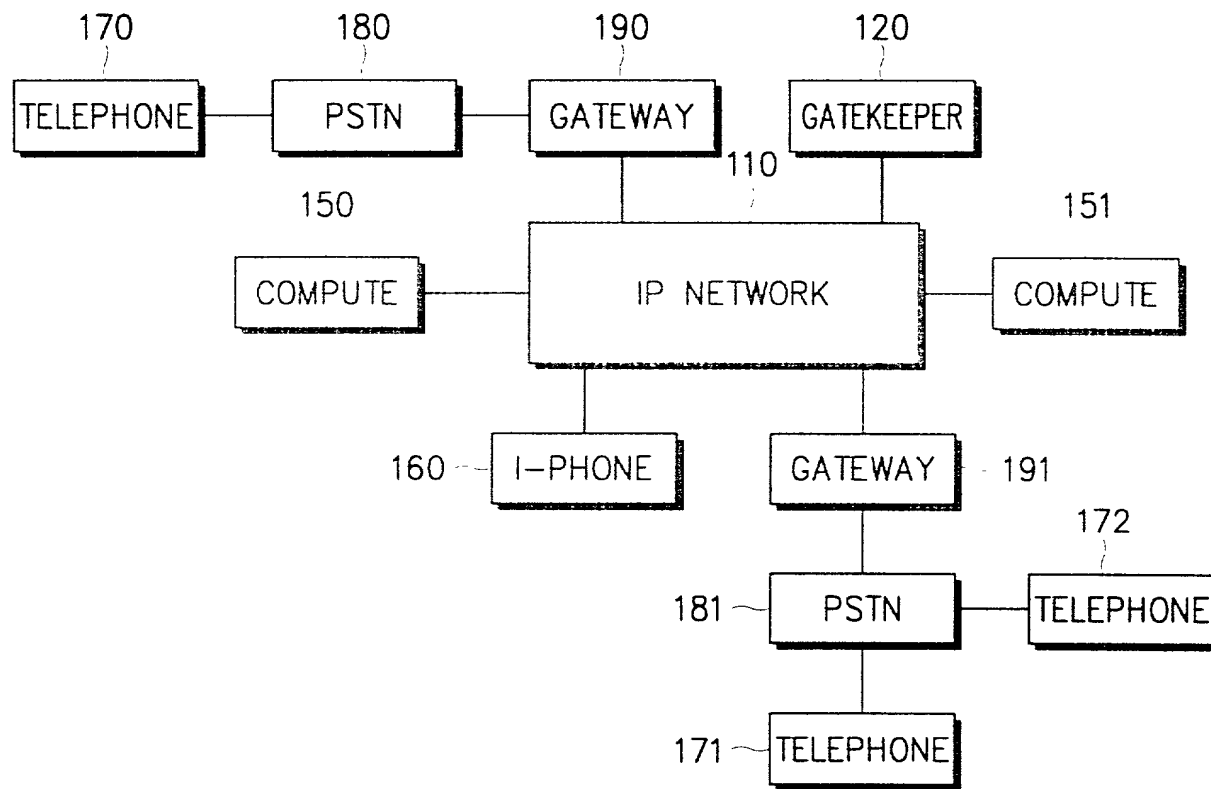 170
180
190
120
TELEPHONE
PSTN
GATEWAY
GATEKEEPER
110
150
151
COMPUTE
IP NETWORK
COMPUTE
160
I-PHONE
GATEWAY
191
172
181
PSTN
TELEPHONE
171
TELEPHONE